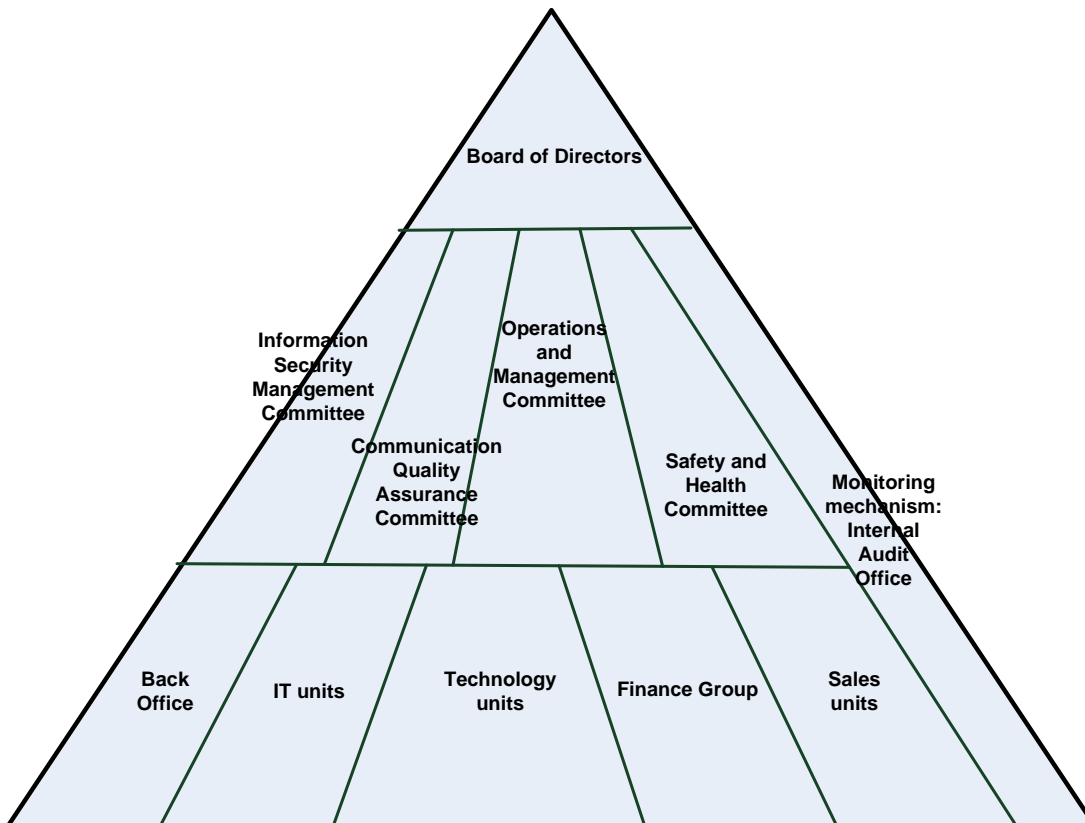 Board of Directors
Information
Security
Management
Committee
Communication
Quality
Assurance
Committee
Operations
and
Management
Committee
Safety and
Health
Committee
Monitoring
mechanism:
Internal
Audit
Office
Back
Office
IT units
Technology
units
Finance Group
Sales
units